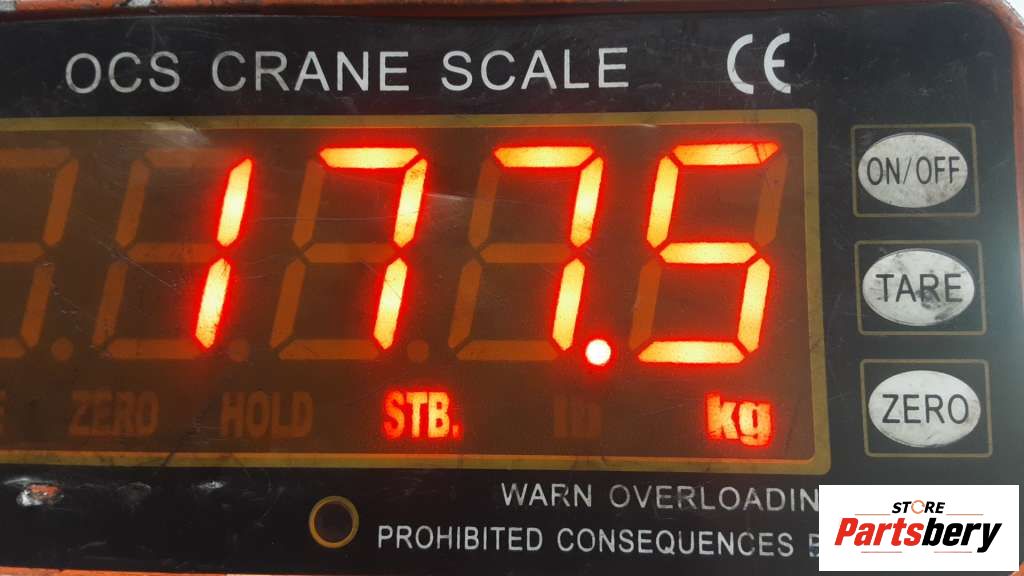 OCS CRANE SCALE CE
177.5
ON/OFF
TARE
ZERO
ZERO HOLD STB. lb kg
WARN OVERLOADIN
PROHIBITED CONSEQUENCES
STORE
Partsbery